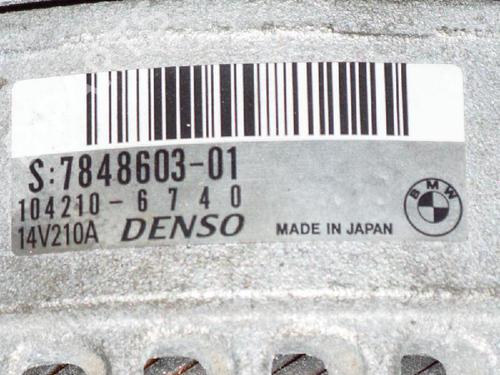 S:7848603-01
104210-6740
14V210A DENSO MADE IN JAPAN
BMW